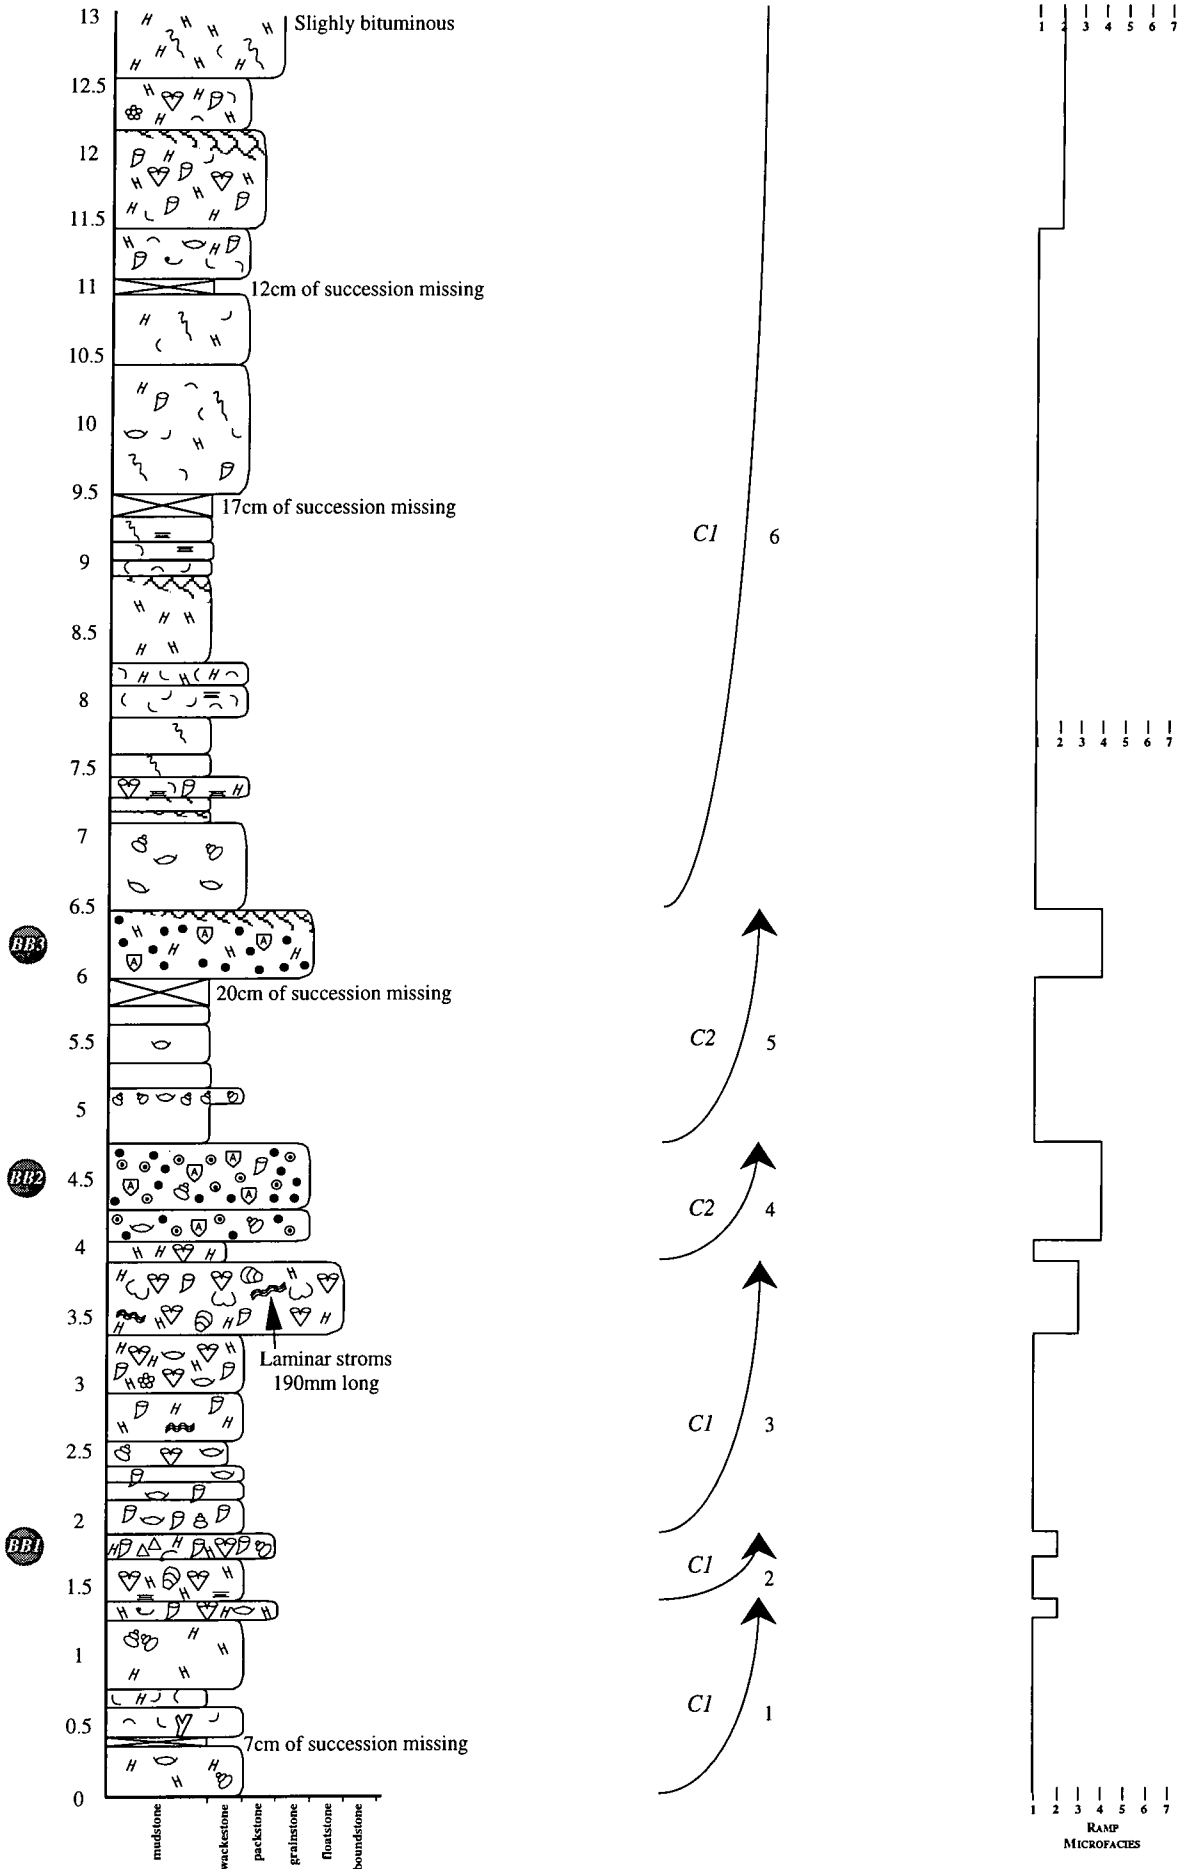 13
Slighly bituminous
1 2 3 4 5 6 7
12.5
12
11.5
11
12cm of succession missing
10.5
10
9.5
17cm of succession missing
C1 6
9
8.5
8
1 2 3 4 5 6 7
7.5
7
6.5
BB3
A A A
6
20cm of succession missing
5.5
C2 5
5
BB2
4.5
A A A A
C2 4
A
4
3.5
Laminar stroms
190mm long
3
C1 3
2.5
2
BB1
C1 2
1.5
1
C1 1
0.5
7cm of succession missing
0
mudstone
wackestone
packstone
grainstone
floatstone
boundstone
1 2 3 4 5 6 7
RAMP
MICROFACIES